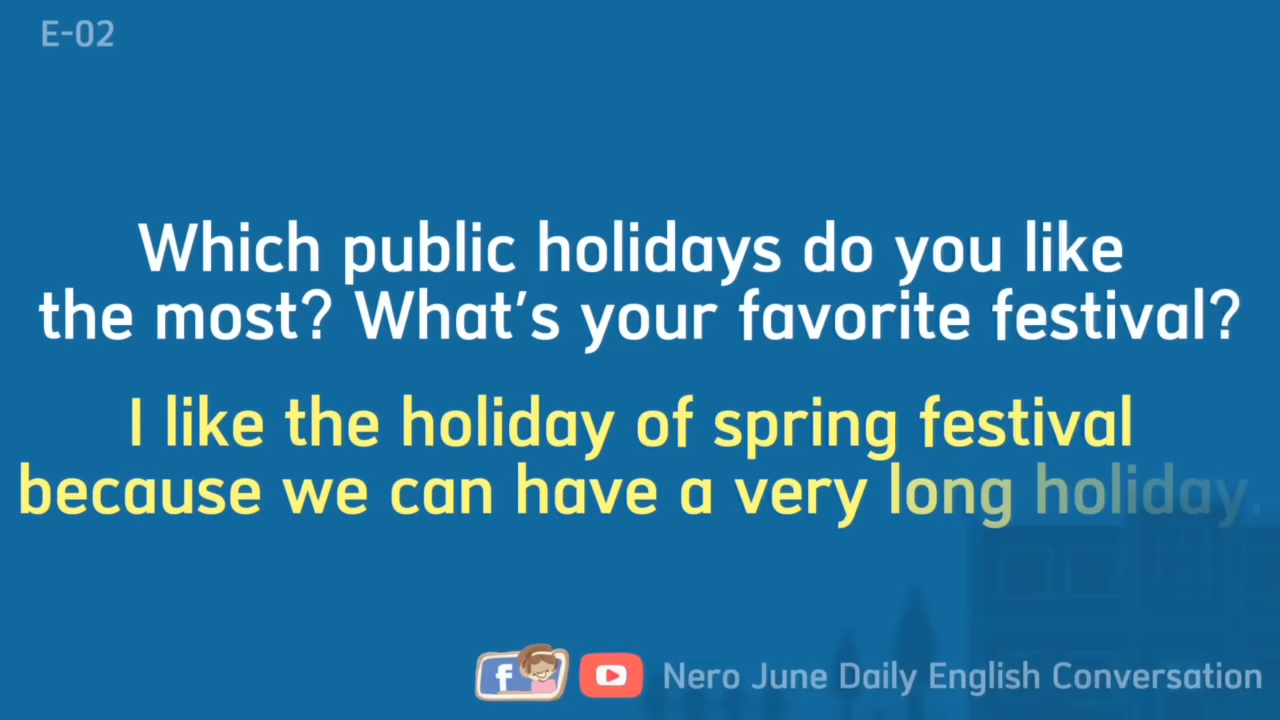 E-02
Which public holidays do you like
the most? What's your favorite festival?
I like the holiday of spring festival
because we can have a very long holiday.
f
Nero June Daily English Conversation